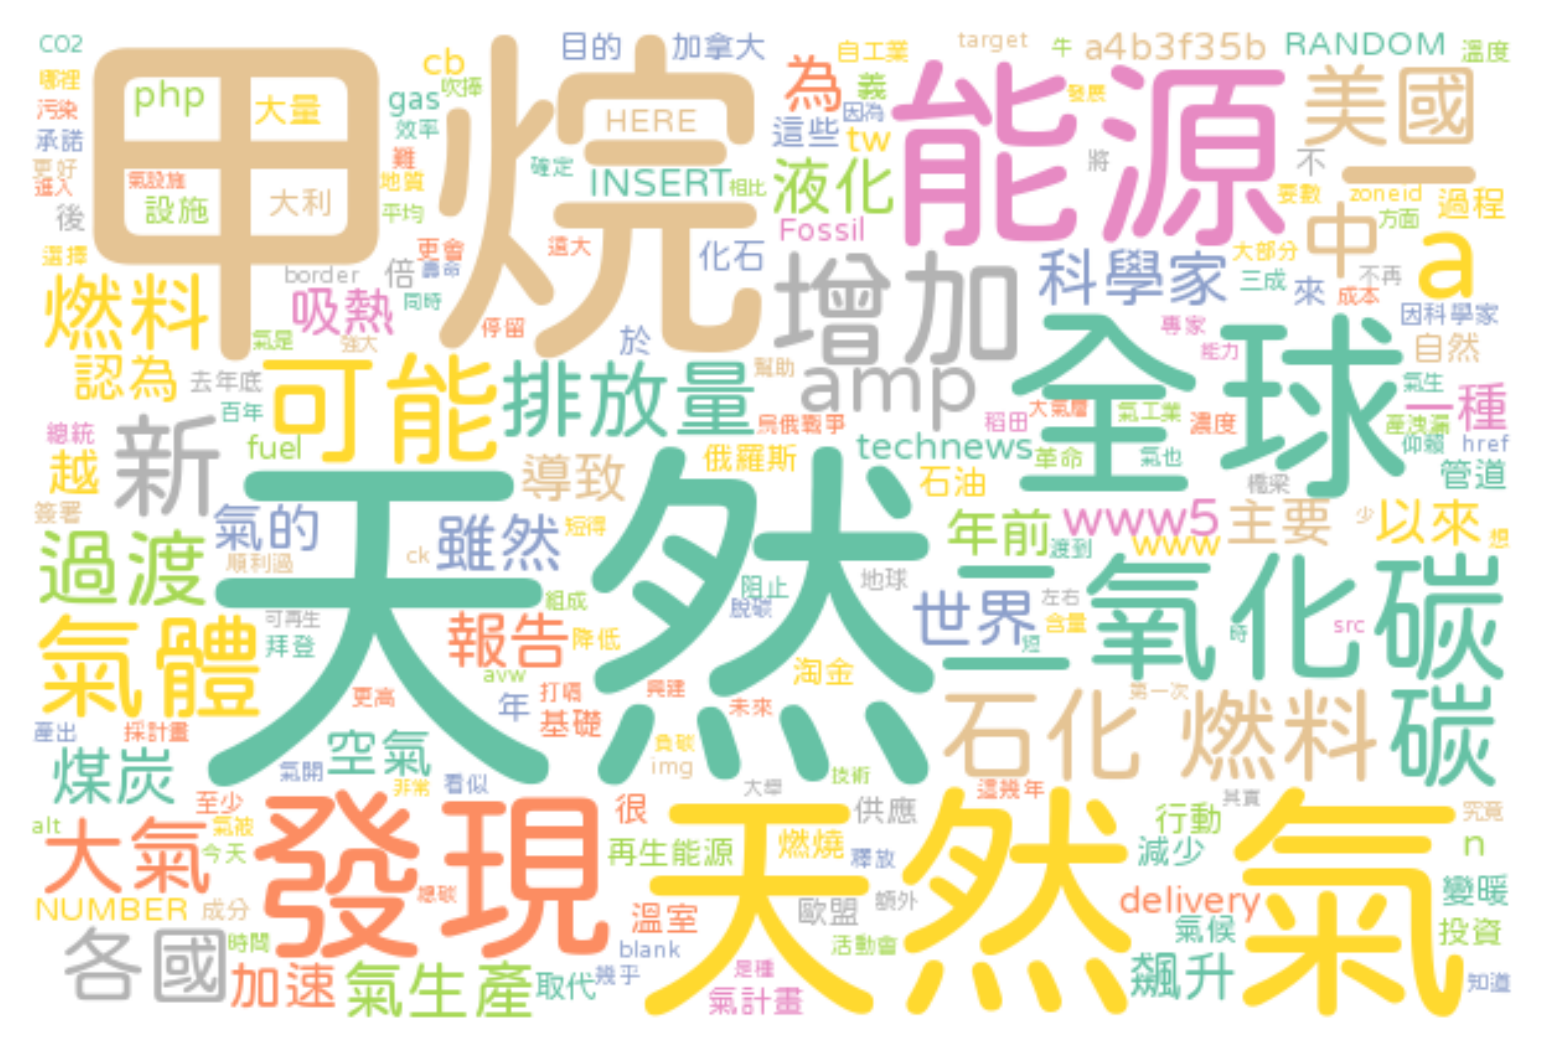 CO2
目的
加拿大
自工業
target
牛
a4b3f35b
RANDOM
溫度
哪裡
php
大量
甲烷
cb
吹捧
gas
HERE
為
義
因為
能源
發展
美國
污染
承諾
效率
這些
tw
更好
進入
氣設施
難
確定
INSERT
相比
液化
將
不
一
地質
設施
大利
平均
後
Fossil
要數
zoneid
方面
過程
中
a
選擇
更會
遠大
化石
增加
科學家
大部分
border
倍
壽命
三成
來
不再
成本
燃料
吸熱
同時
停留
於
專家
因科學家
氣是
強大
能力
自然
認為
去年底
可能
排放量
幫助
amp
全球
氣生
一種
百年
烏俄戰爭
稻田
大氣層
氣工業
濃度
產洩漏
總統
新
fuel
technews
仰賴
href
越
導致
俄羅斯
石油
革命
氣也
管道
橋梁
簽署
氣的
天然
雖然
短得
年前
www5
主要
少
以來
想
過渡
順利過
ck
渡到
www
阻止
地球
二氧化碳
組成
脫碳
世界
左右
氣體
可再生
報告
降低
含量
時
src
拜登
短
avw
淘金
一
更高
年
打嗝
興建
石化
第一次
燃料
碳
產出
採計畫
基礎
未來
煤炭
空氣
負碳
氣開
img
非常
看似
大學
技術
這幾年
其實
至少
發現
很
天然氣
供應
行動
究竟
alt
大氣
氣被
今天
再生能源
燃燒
釋放
減少
n
總碳
NUMBER
成分
溫室
歐盟
額外
delivery
變暖
各國
時間
blank
活動會
氣候
投資
加速
氣生產
取代
幾乎
是種
氣計畫
飆升
知道